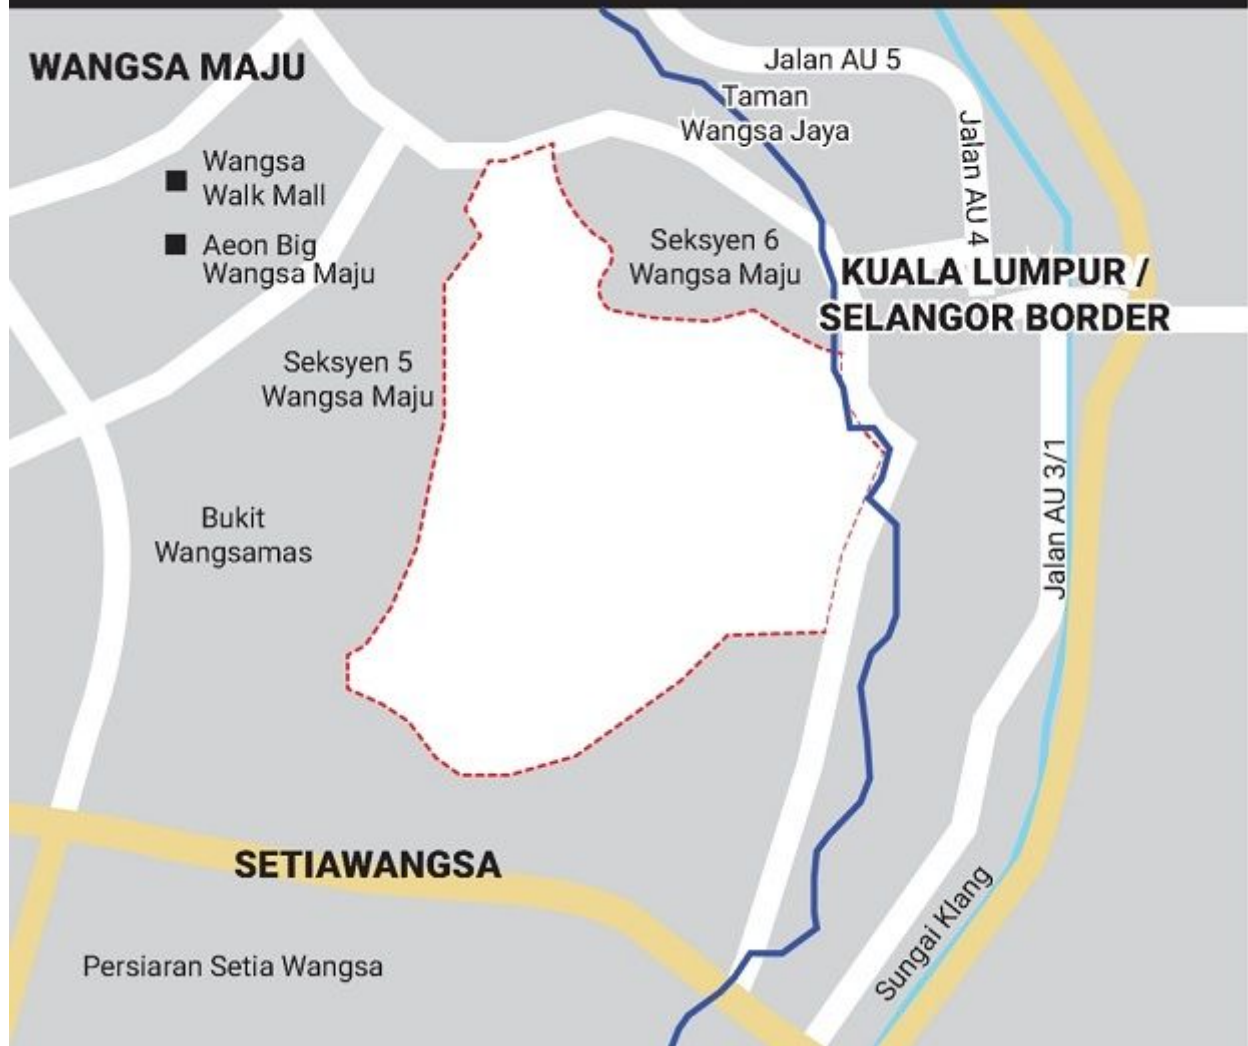 WANGSA MAJU
Jalan AU 5
Taman
Wangsa Jaya
Jalan AU 4
Wangsa
Walk Mall
Aeon Big
Wangsa Maju
Seksyen 6
Wangsa Maju
KUALA LUMPUR /
SELANGOR BORDER
Seksyen 5
Wangsa Maju
Jalan AU 3/1
Bukit
Wangsamas
SETIAWANGSA
Sungai Klang
Persiaran Setia Wangsa